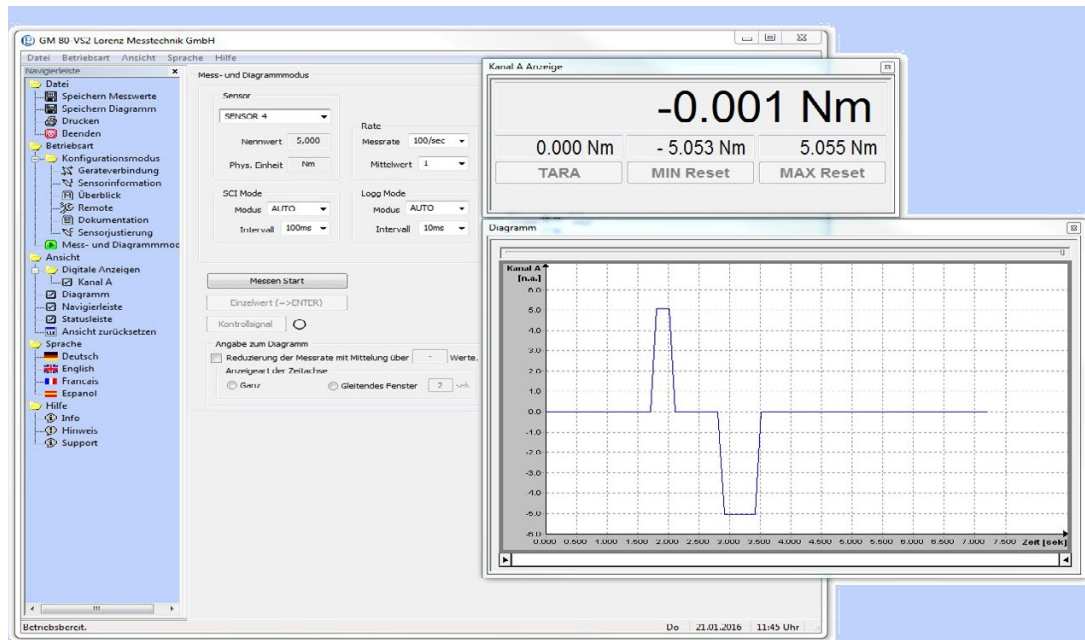 GM 80-VS2 Lorenz Messtechnik GmbH
Datei Betriebsart Ansicht Sprache Hilfe
Navigierleiste
Datei
Speichern Messwerte
Speichern Diagramm
Drucken
Beenden
Betriebsart
Konfigurationsmodus
Geräteverbindung
Sensorinformation
Überblick
Remote
Dokumentation
Sensorjustierung
Mess- und Diagrammmoc
Ansicht
Digitale Anzeigen
Kanal A
Diagramm
Navigierleiste
Statusleiste
Ansicht zurücksetzen
Sprache
Deutsch
English
Francais
Espanol
Hilfe
Info
Hinweis
Support
Mess- und Diagrammmodus
Sensor
SENSOR 4
Nennwert 5,000
Phys. Einheit Nm
Rate
Messrate 100/sec
Mittelwert 1
SCI Mode
Modus AUTO
Intervall 100ms
Logg Mode
Modus AUTO
Intervall 10ms
Messen Start
Einzelwert (->ENTER)
Kontrollsignal
Angabe zum Diagramm
Reduzierung der Messrate mit Mittelung über - Werte.
Anzeigeart der Zeitachse
Ganz Gleitendes Fenster 2 sek
Kanal A Anzeige
-0.001 Nm
0.000 Nm - 5.053 Nm 5.055 Nm
TARA MIN Reset MAX Reset
Diagramm
Kanal A
[n.a.]
6.0
5.0
4.0
3.0
2.0
1.0
0.0
-1.0
-2.0
-3.0
-4.0
-5.0
-6.0
0.000 0.500 1.000 1.500 2.000 2.500 3.000 3.500 4.000 4.500 5.000 5.500 6.000 6.500 7.000 7.500 Zeit [sek]
Betriebsbereit. Do 21.01.2016 11:45 Uhr